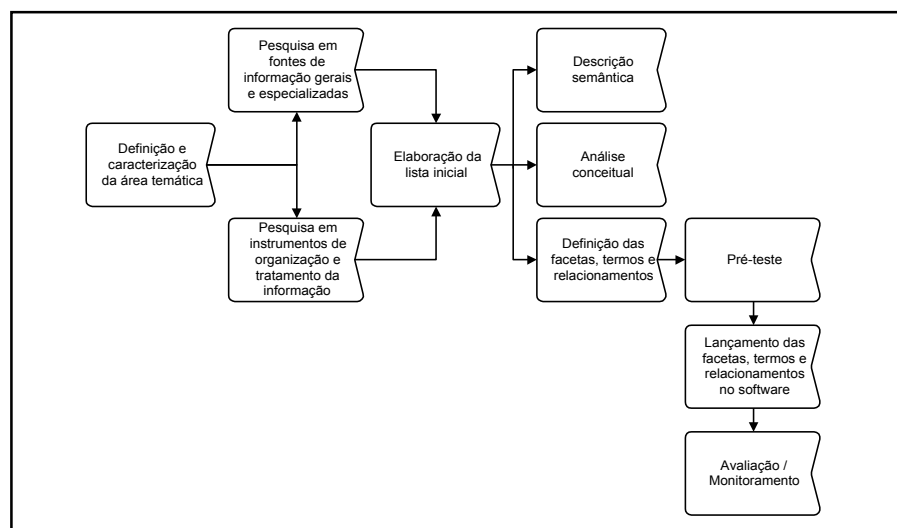 Pesquisa em
fontes de
informação gerais
e especializadas
Definição e
caracterização
da área temática
Pesquisa em
instrumentos de
organização e
tratamento da
informação
Elaboração da
lista inicial
Descrição
semântica
Análise
conceitual
Definição das
facetas, termos e
relacionamentos
Pré-teste
Lançamento das
facetas, termos e
relacionamentos
no software
Avaliação /
Monitoramento